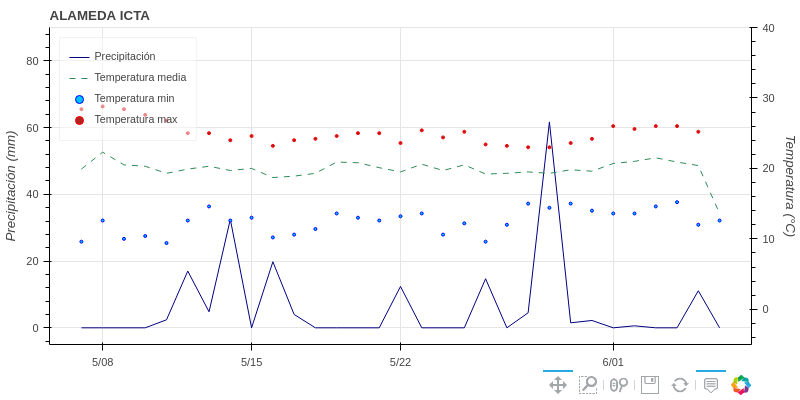 ALAMEDA ICTA
Precipitación
Temperatura media
Temperatura min
Temperatura max
Precipitación (mm)
80
60
40
20
0
Temperatura (°C)
40
30
20
10
0
5/08
5/15
5/22
6/01